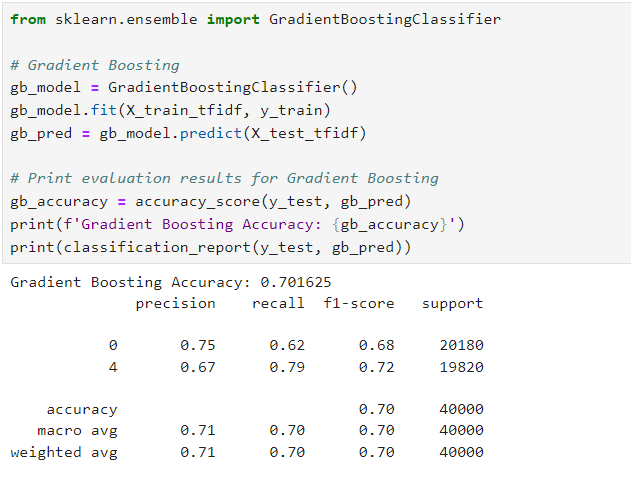 from sklearn.ensemble import GradientBoostingClassifier
# Gradient Boosting
gb_model = GradientBoostingClassifier()
gb_model.fit(X_train_tfidf, y_train)
gb_pred = gb_model.predict(X_test_tfidf)
# Print evaluation results for Gradient Boosting
gb_accuracy = accuracy_score(y_test, gb_pred)
print(f'Gradient Boosting Accuracy: {gb_accuracy}')
print(classification_report(y_test, gb_pred))
Gradient Boosting Accuracy: 0.701625
precision recall f1-score support
0 0.75 0.62 0.68 20180
4 0.67 0.79 0.72 19820
accuracy 0.70 40000
macro avg 0.71 0.70 0.70 40000
weighted avg 0.71 0.70 0.70 40000